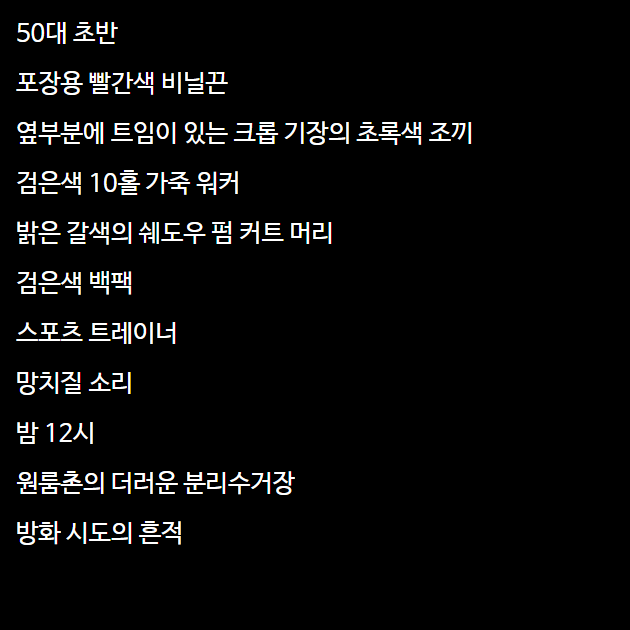 50대 초반
포장용 빨간색 비닐끈
옆부분에 트임이 있는 크롭 기장의 초록색 조끼
검은색 10홀 가죽 워커
밝은 갈색의 쉐도우 펌 커트 머리
검은색 백팩
스포츠 트레이너
망치질 소리
밤 12시
원룸촌의 더러운 분리수거장
방화 시도의 흔적